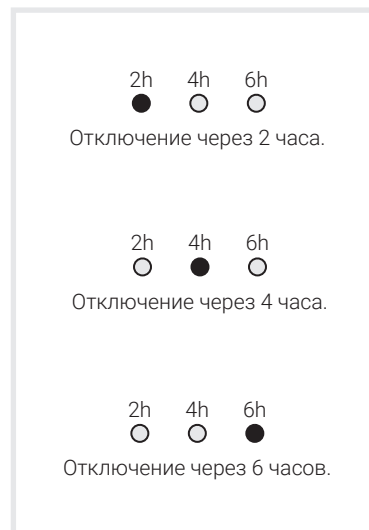 2h 4h 6h
Отключение через 2 часа.
2h 4h 6h
Отключение через 4 часа.
2h 4h 6h
Отключение через 6 часов.